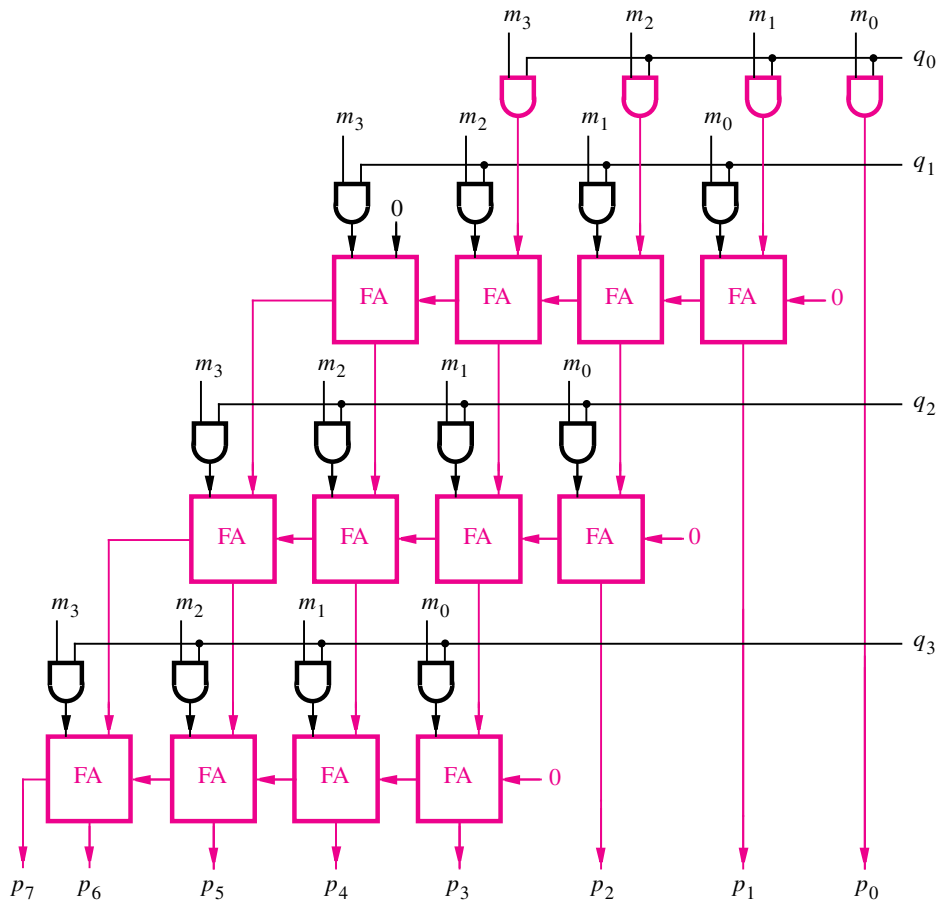 m₃ m₂ m₁ m₀
q₀
m₃ m₂ m₁ m₀
q₁
0
FA FA FA FA 0
m₃ m₂ m₁ m₀
q₂
FA FA FA FA 0
m₃ m₂ m₁ m₀
q₃
FA FA FA FA 0
p₇ p₆ p₅ p₄ p₃ p₂ p₁ p₀